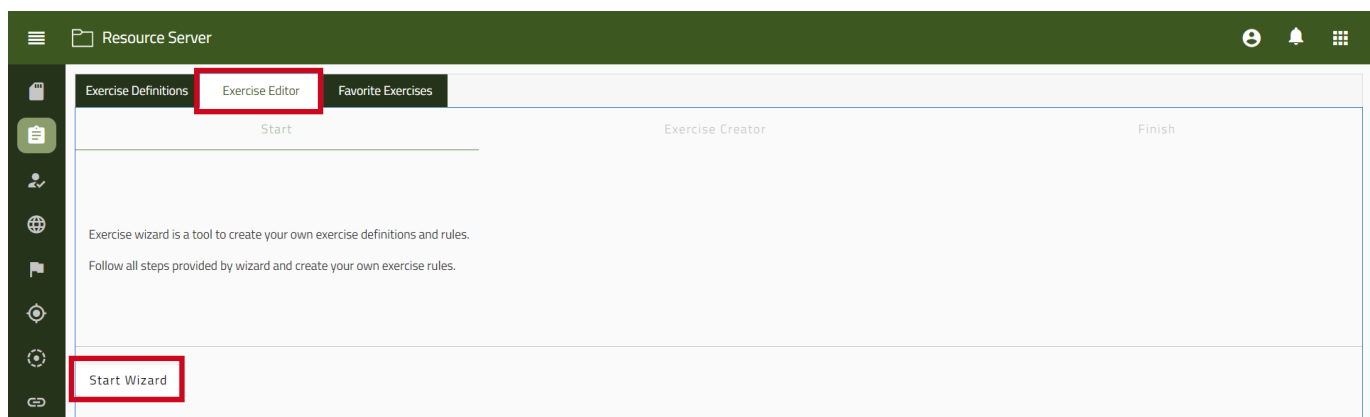 Resource Server
Exercise Definitions Exercise Editor Favorite Exercises
Start Exercise Creator Finish
Exercise wizard is a tool to create your own exercise definitions and rules.
Follow all steps provided by wizard and create your own exercise rules.
Start Wizard